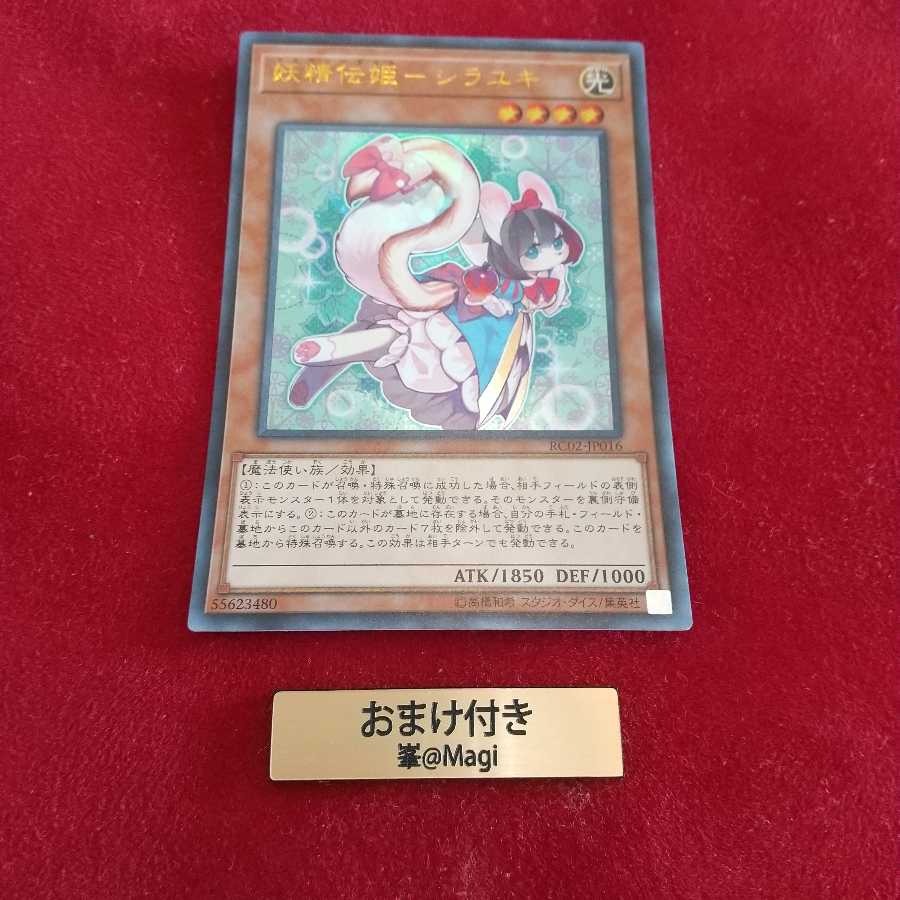 妖精伝姫－シラユキ
光
RC02-JP016
【魔法使い族／効果】
①：このカードが召喚・特殊召喚に成功した場合、相手フィールドの表側
表示モンスター１体を対象として発動できる。そのモンスターを裏側守備
表示にする。②：このカードが墓地に存在する場合、自分の手札・フィールド・
墓地からこのカード以外のカード７枚を除外して発動できる。このカードを
墓地から特殊召喚する。この効果は相手ターンでも発動できる。
ATK/1850 DEF/1000
55623480
©高橋和希 スタジオ・ダイス/集英社
おまけ付き
峯@Magi